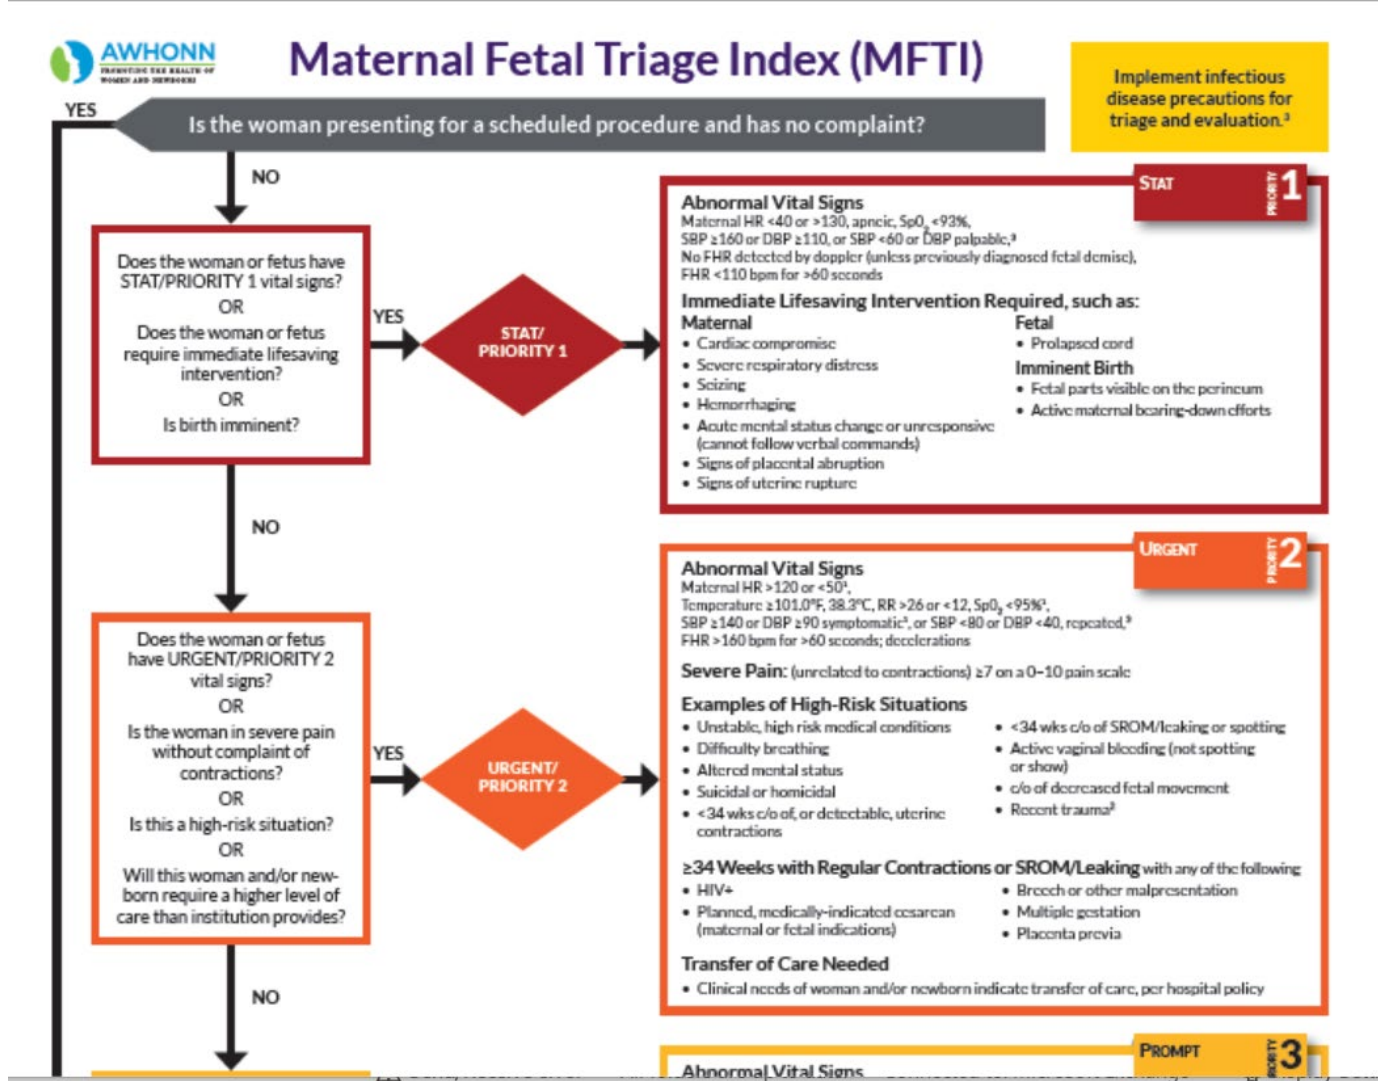 AWHONN
PROMOTING THE HEALTH OF
WOMEN AND NEWBORNS
Maternal Fetal Triage Index (MFTI)
Implement infectious
disease precautions for
triage and evaluation.³
YES
Is the woman presenting for a scheduled procedure and has no complaint?
NO
Does the woman or fetus have
STAT/PRIORITY 1 vital signs?
OR
Does the woman or fetus
require immediate lifesaving
intervention?
OR
Is birth imminent?
YES
STAT/
PRIORITY 1
STAT
PRIORITY 1
Abnormal Vital Signs
Maternal HR <40 or >130, apneic, SpO₂ <93%,
SBP ≥160 or DBP ≥110, or SBP <60 or DBP palpable,³
No FHR detected by doppler (unless previously diagnosed fetal demise),
FHR <110 bpm for >60 seconds
Immediate Lifesaving Intervention Required, such as:
Maternal
• Cardiac compromise
• Severe respiratory distress
• Seizing
• Hemorrhaging
• Acute mental status change or unresponsive
(cannot follow verbal commands)
• Signs of placental abruption
• Signs of uterine rupture
Fetal
• Prolapsed cord
Imminent Birth
• Fetal parts visible on the perineum
• Active maternal bearing-down efforts
NO
Does the woman or fetus
have URGENT/PRIORITY 2
vital signs?
OR
Is the woman in severe pain
without complaint of
contractions?
OR
Is this a high-risk situation?
OR
Will this woman and/or new-
born require a higher level of
care than institution provides?
YES
URGENT/
PRIORITY 2
URGENT
PRIORITY 2
Abnormal Vital Signs
Maternal HR >120 or <50³,
Temperature ≥101.0°F, 38.3°C, RR >26 or <12, SpO₂ <95%³,
SBP ≥140 or DBP ≥90 symptomatic³, or SBP <80 or DBP <40, repeated,³
FHR >160 bpm for >60 seconds; decelerations
Severe Pain: (unrelated to contractions) ≥7 on a 0–10 pain scale
Examples of High-Risk Situations
• Unstable, high risk medical conditions
• Difficulty breathing
• Altered mental status
• Suicidal or homicidal
• <34 wks c/o of, or detectable, uterine
contractions
• <34 wks c/o of SROM/leaking or spotting
• Active vaginal bleeding (not spotting
or show)
• c/o of decreased fetal movement
• Recent trauma²
≥34 Weeks with Regular Contractions or SROM/Leaking with any of the following
• HIV+
• Planned, medically-indicated cesarean
(maternal or fetal indications)
• Breech or other malpresentation
• Multiple gestation
• Placenta previa
Transfer of Care Needed
• Clinical needs of woman and/or newborn indicate transfer of care, per hospital policy
NO
PROMPT
PRIORITY 3
Abnormal Vital Signs